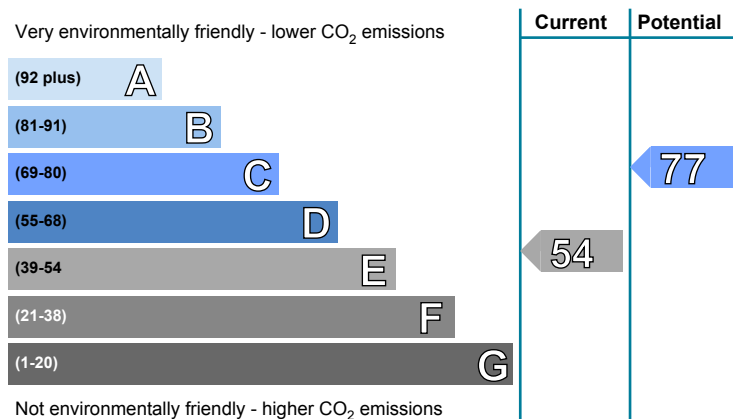 Current Potential
Very environmentally friendly - lower CO2 emissions
(92 plus) A
(81-91) B
(69-80) C
77
(55-68) D
(39-54 E
54
(21-38) F
(1-20) G
Not environmentally friendly - higher CO2 emissions